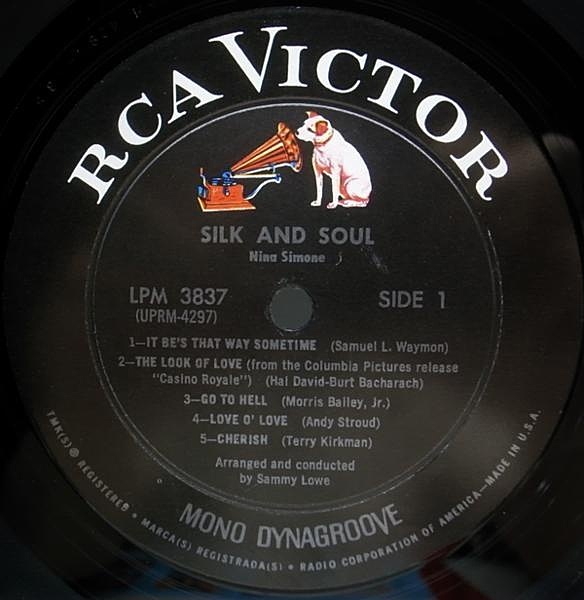 RCA VICTOR
SILK AND SOUL
Nina Simone
LPM 3837 SIDE 1
(UPRM-4297)
1—IT BE'S THAT WAY SOMETIME (Samuel L. Waymon)
2—THE LOOK OF LOVE (from the Columbia Pictures release
"Casino Royale") (Hal David-Burt Bacharach)
3—GO TO HELL (Morris Bailey, Jr.)
4—LOVE O' LOVE (Andy Stroud)
5—CHERISH (Terry Kirkman)
Arranged and conducted
by Sammy Lowe
MONO DYNAGROOVE
TMK(S) ® REGISTERED • MARCA(S) REGISTRADA(S) • RADIO CORPORATION OF AMERICA—MADE IN U.S.A.